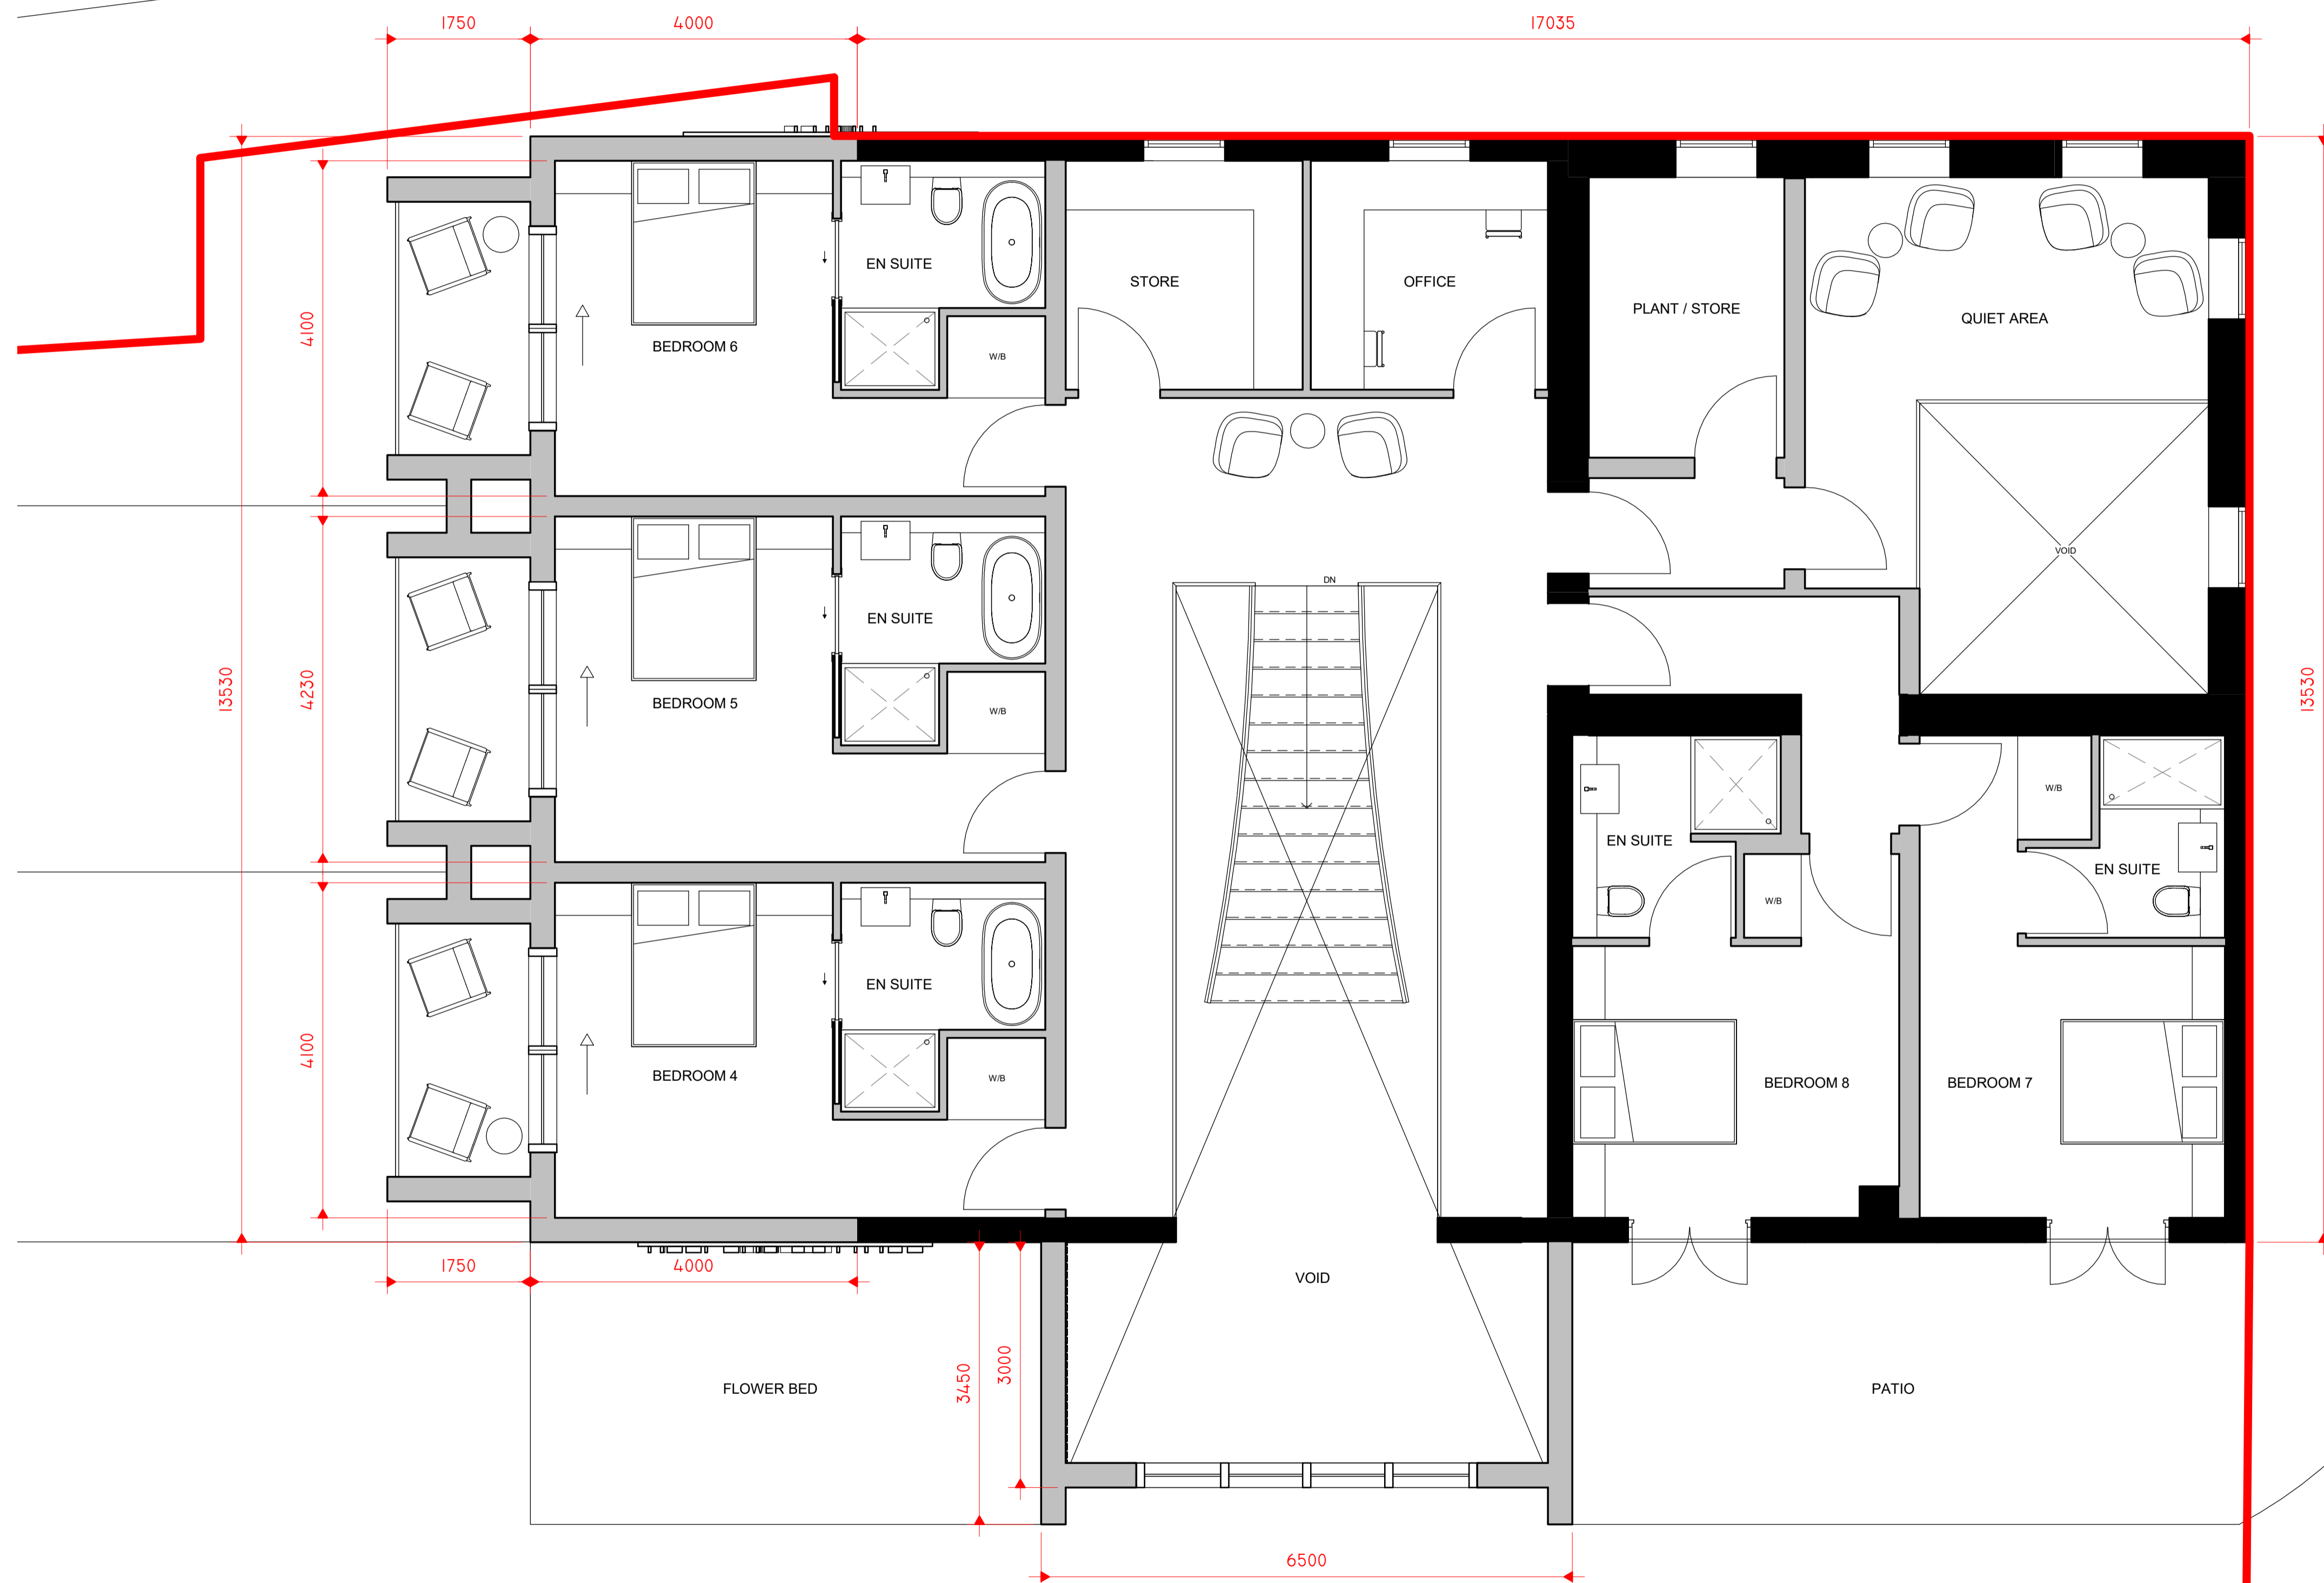 1750
4000
17035
EN SUITE
STORE
OFFICE
PLANT / STORE
QUIET AREA
4100
BEDROOM 6
W/B
VOID
DN
EN SUITE
13530
4230
BEDROOM 5
W/B
13530
W/B
EN SUITE
EN SUITE
W/B
EN SUITE
4100
BEDROOM 4
W/B
BEDROOM 8
BEDROOM 7
1750
4000
VOID
3450
3000
FLOWER BED
PATIO
6500